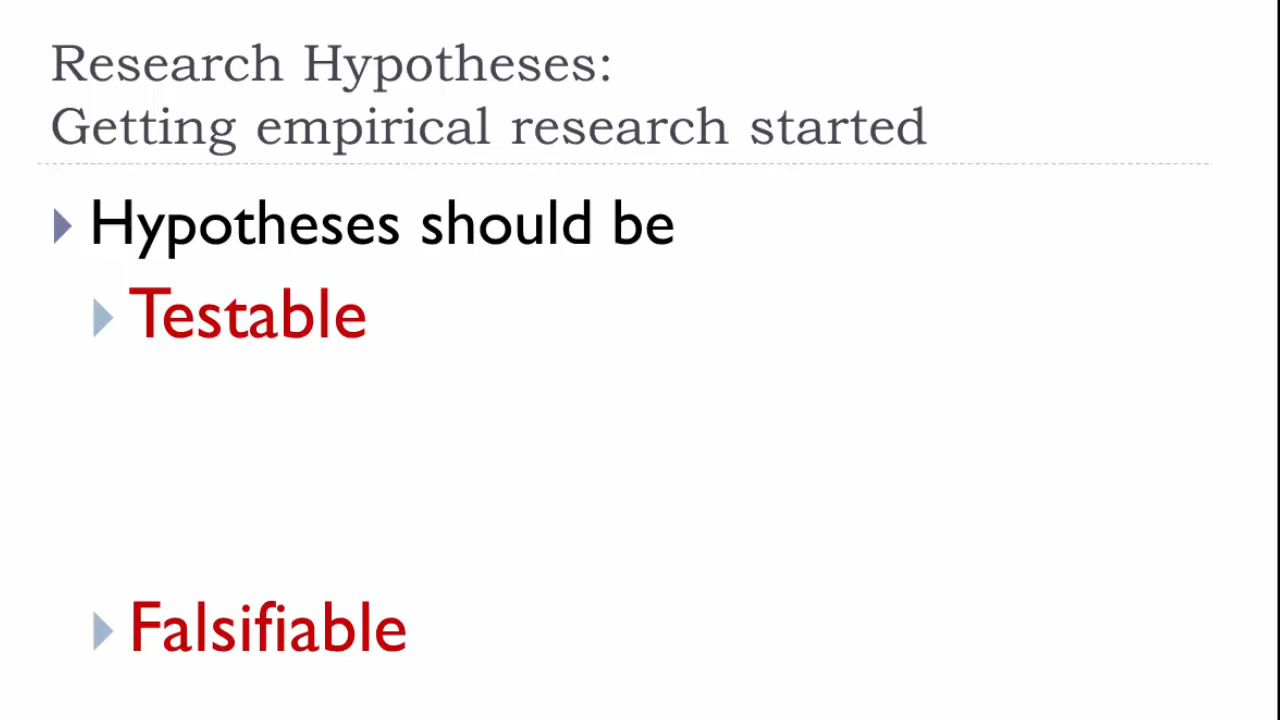 Research Hypotheses:
Getting empirical research started
Hypotheses should be
Testable
Falsifiable